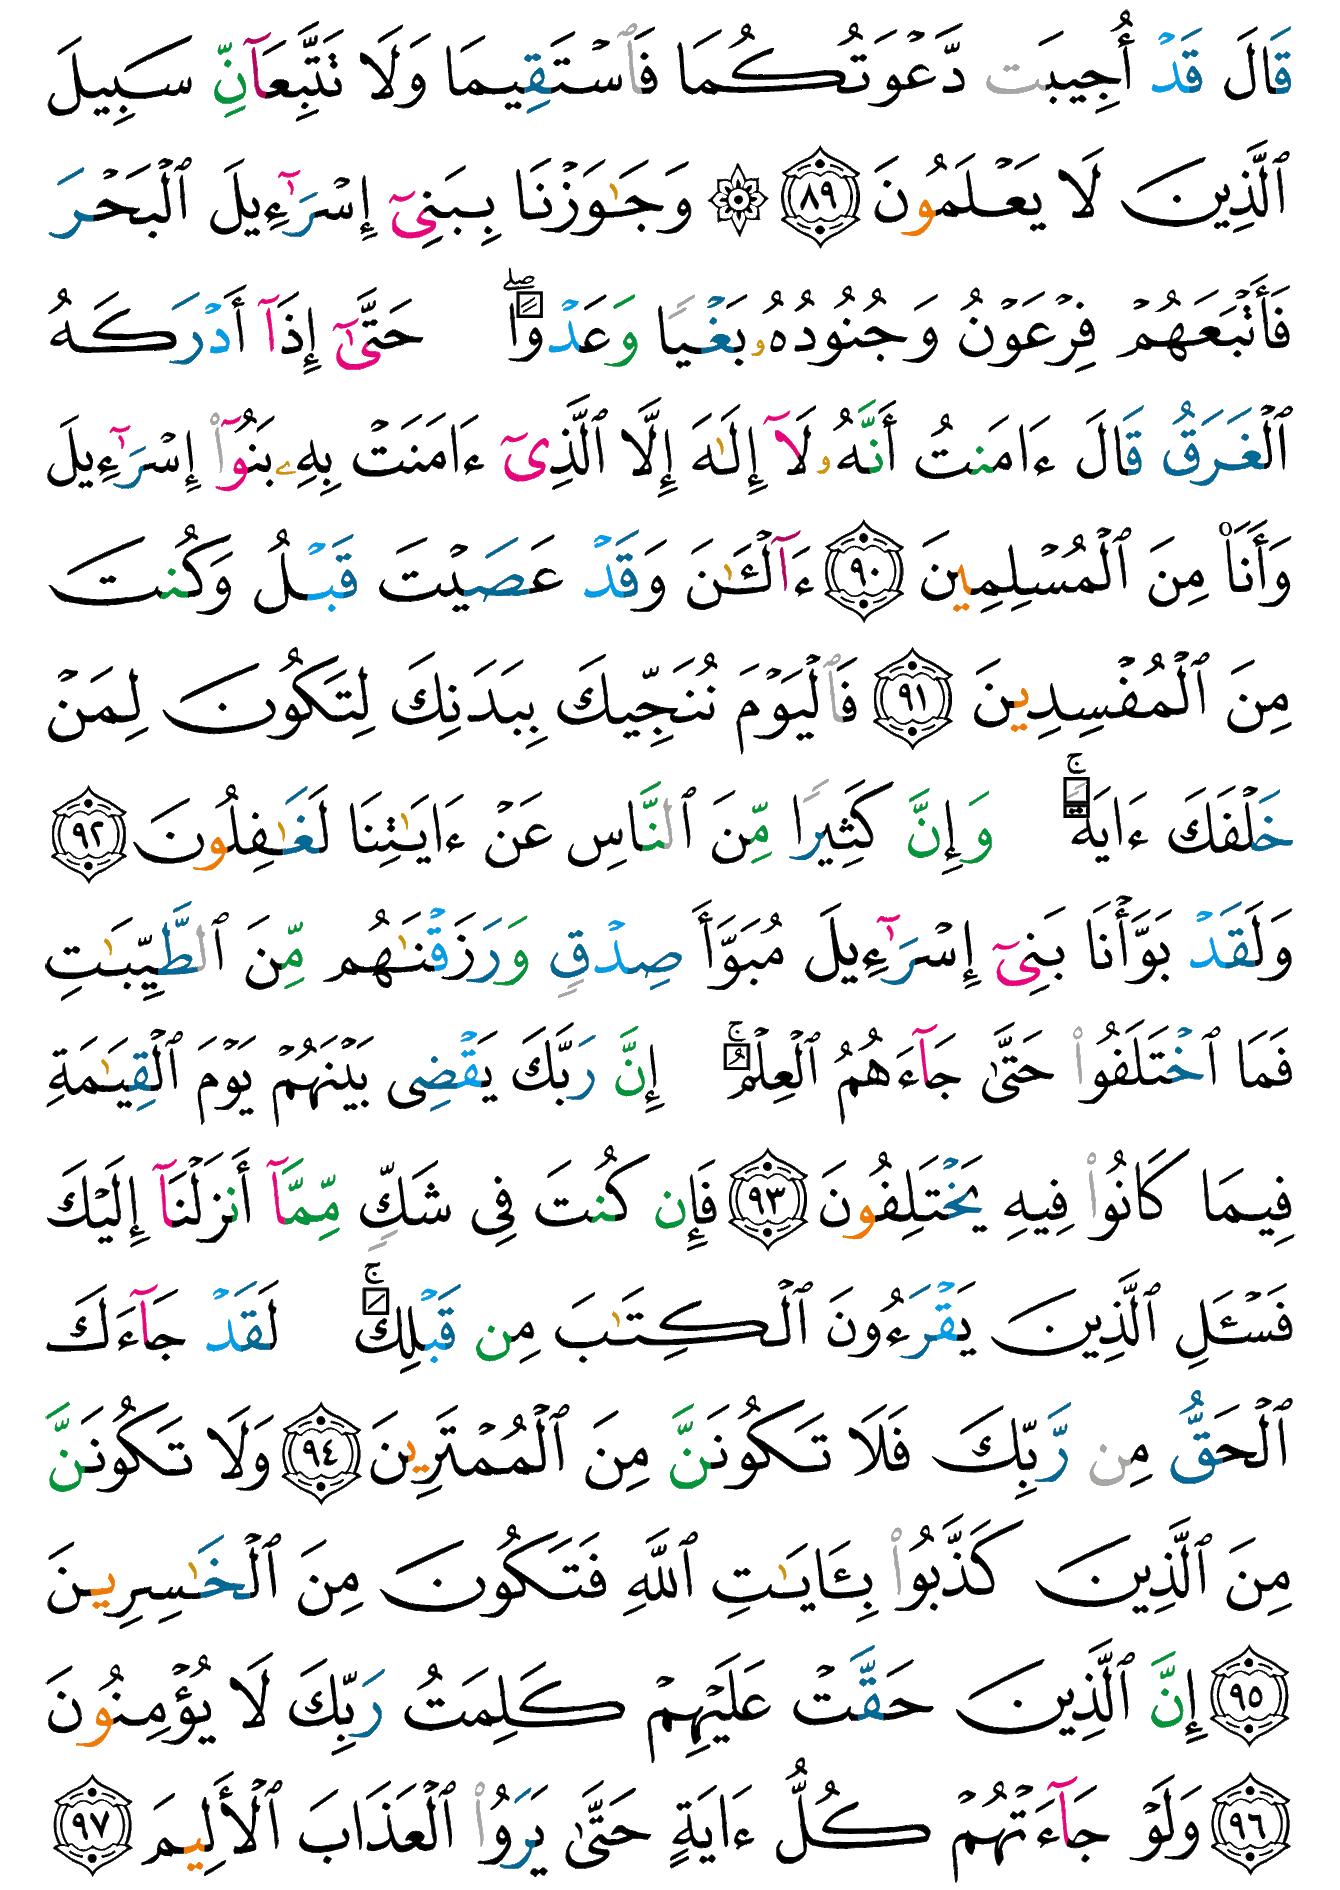 قَالَ قَدۡ أُجِيبَت دَّعۡوَتُكُمَا فَٱسۡتَقِيمَا وَلَا تَتَّبِعَآنِّ سَبِيلَ
ٱلَّذِينَ لَا يَعۡلَمُونَ ٨٩ ۞ وَجَٰوَزۡنَا بِبَنِيٓ إِسۡرَٰٓءِيلَ ٱلۡبَحۡرَ
فَأَتۡبَعَهُمۡ فِرۡعَوۡنُ وَجُنُودُهُۥ بَغۡيٗا وَعَدۡوًاۖ حَتَّىٰٓ إِذَآ أَدۡرَكَهُ
ٱلۡغَرَقُ قَالَ ءَامَنتُ أَنَّهُۥ لَآ إِلَٰهَ إِلَّا ٱلَّذِيٓ ءَامَنَتۡ بِهِۦ بَنُوٓاْ إِسۡرَٰٓءِيلَ
وَأَنَا۠ مِنَ ٱلۡمُسۡلِمِينَ ٩٠ ءَآلۡـَٰٔنَ وَقَدۡ عَصَيۡتَ قَبۡلُ وَكُنتَ
مِنَ ٱلۡمُفۡسِدِينَ ٩١ فَٱلۡيَوۡمَ نُنَجِّيكَ بِبَدَنِكَ لِتَكُونَ لِمَنۡ
خَلۡفَكَ ءَايَةٗۚ وَإِنَّ كَثِيرٗا مِّنَ ٱلنَّاسِ عَنۡ ءَايَٰتِنَا لَغَٰفِلُونَ ٩٢
وَلَقَدۡ بَوَّأۡنَا بَنِيٓ إِسۡرَٰٓءِيلَ مُبَوَّأَ صِدۡقٖ وَرَزَقۡنَٰهُم مِّنَ ٱلطَّيِّبَٰتِ
فَمَا ٱخۡتَلَفُواْ حَتَّىٰ جَآءَهُمُ ٱلۡعِلۡمُۚ إِنَّ رَبَّكَ يَقۡضِي بَيۡنَهُمۡ يَوۡمَ ٱلۡقِيَٰمَةِ
فِيمَا كَانُواْ فِيهِ يَخۡتَلِفُونَ ٩٣ فَإِن كُنتَ فِي شَكّٖ مِّمَّآ أَنزَلۡنَآ إِلَيۡكَ
فَسۡـَٔلِ ٱلَّذِينَ يَقۡرَءُونَ ٱلۡكِتَٰبَ مِن قَبۡلِكَۚ لَقَدۡ جَآءَكَ
ٱلۡحَقُّ مِن رَّبِّكَ فَلَا تَكُونَنَّ مِنَ ٱلۡمُمۡتَرِينَ ٩٤ وَلَا تَكُونَنَّ
مِنَ ٱلَّذِينَ كَذَّبُواْ بِـَٔايَٰتِ ٱللَّهِ فَتَكُونَ مِنَ ٱلۡخَٰسِرِينَ
٩٥ إِنَّ ٱلَّذِينَ حَقَّتۡ عَلَيۡهِمۡ كَلِمَتُ رَبِّكَ لَا يُؤۡمِنُونَ
٩٦ وَلَوۡ جَآءَتۡهُمۡ كُلُّ ءَايَةٍ حَتَّىٰ يَرَوُاْ ٱلۡعَذَابَ ٱلۡأَلِيمَ ٩٧